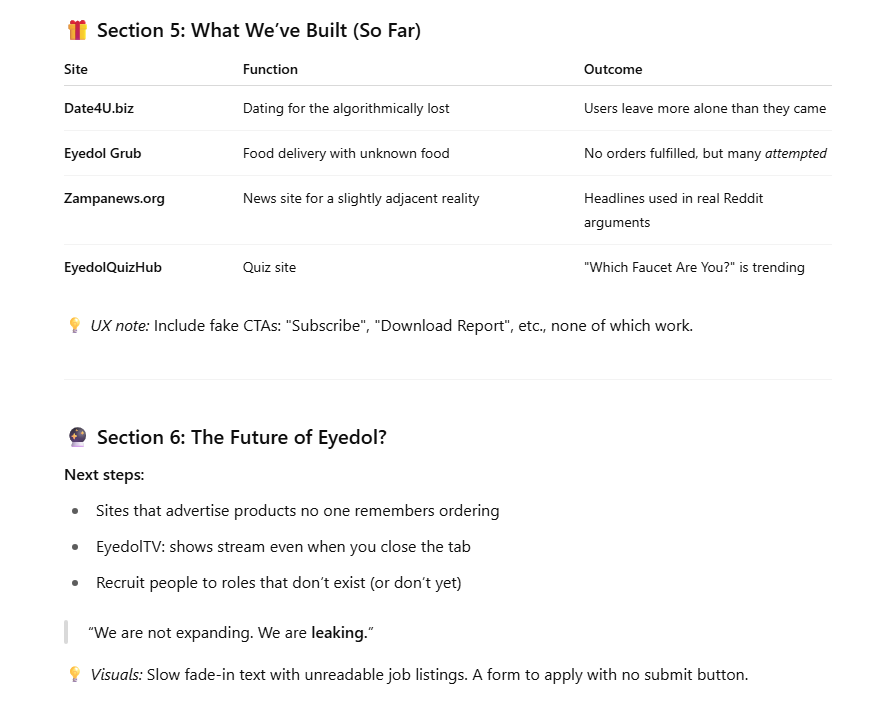 🎁 Section 5: What We’ve Built (So Far)
Site Function Outcome
Date4U.biz Dating for the algorithmically lost Users leave more alone than they came
Eyedol Grub Food delivery with unknown food No orders fulfilled, but many attempted
Zampanews.org News site for a slightly adjacent reality Headlines used in real Reddit
arguments
EyedolQuizHub Quiz site "Which Faucet Are You?" is trending
💡 UX note: Include fake CTAs: "Subscribe", "Download Report", etc., none of which work.
🔮 Section 6: The Future of Eyedol?
Next steps:
• Sites that advertise products no one remembers ordering
• EyedolTV: shows stream even when you close the tab
• Recruit people to roles that don’t exist (or don’t yet)
“We are not expanding. We are leaking.”
💡 Visuals: Slow fade-in text with unreadable job listings. A form to apply with no submit button.